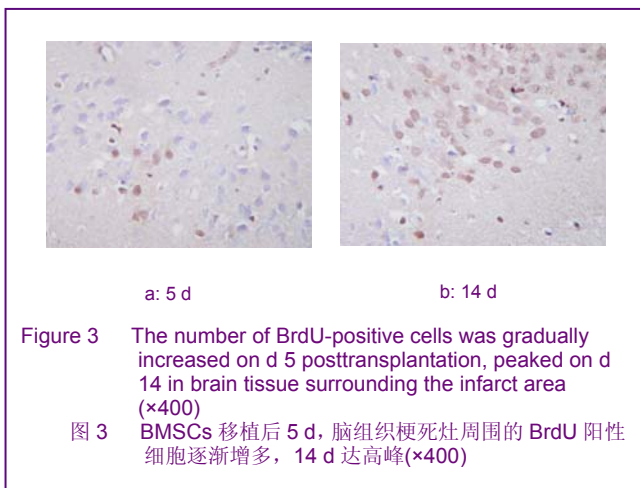 a: 5 d
b: 14 d
Figure 3 The number of BrdU-positive cells was gradually
increased on d 5 posttransplantation, peaked on d
14 in brain tissue surrounding the infarct area
(×400)
图 3 BMSCs 移植后 5 d, 脑组织梗死灶周围的 BrdU 阳性
细胞逐渐增多，14 d 达高峰(×400)